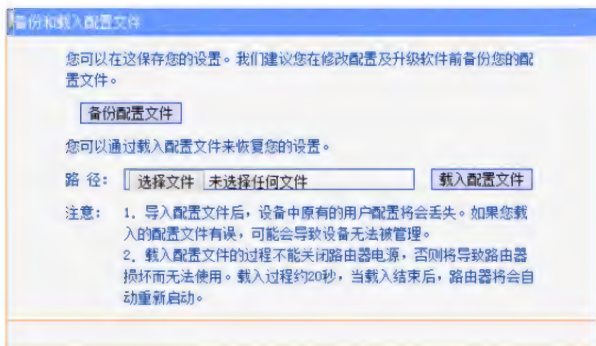 备份和载入配置文件
您可以在这保存您的设置。我们建议您在修改配置及升级软件前备份您的配
置文件。
备份配置文件
您可以通过载入配置文件来恢复您的设置。
路 径： 选择文件 未选择任何文件 载入配置文件
注意： 1. 导入配置文件后，设备中原有的用户配置将会丢失。如果您载
入的配置文件有误，可能会导致设备无法被管理。
2. 载入配置文件的过程不能关闭路由器电源，否则将导致路由器
损坏而无法使用。载入过程约20秒，当载入结束后，路由器将会自
动重新启动。